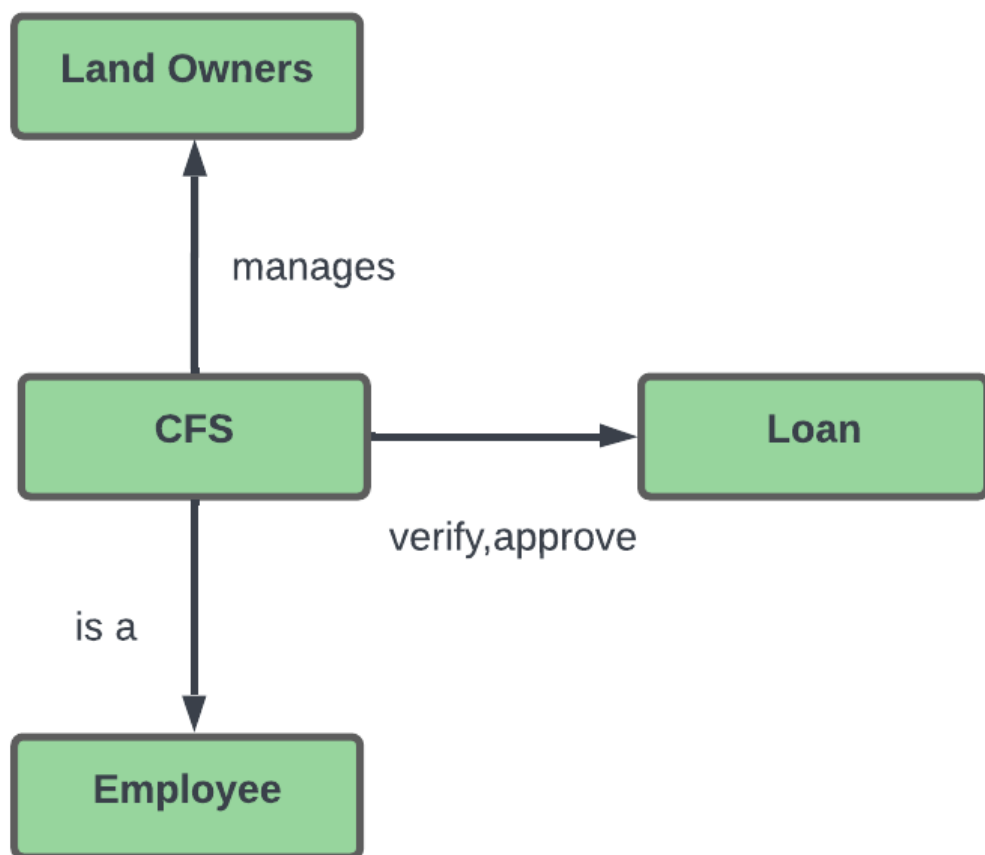 Land Owners
manages
CFS
Loan
verify,approve
is a
Employee